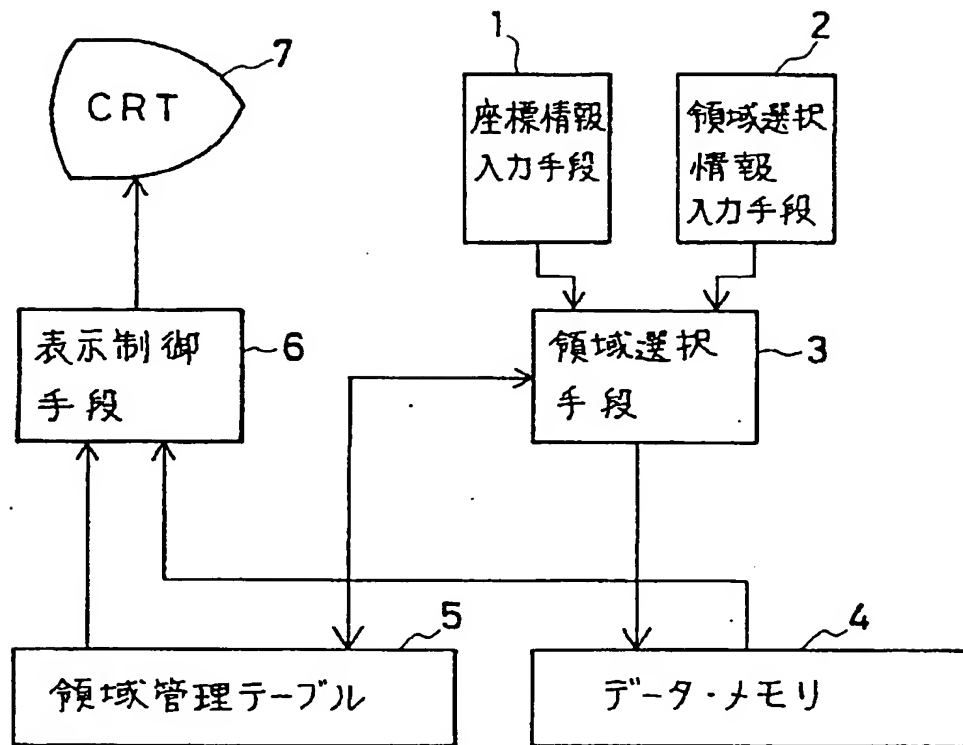 1
2
7
CRT
座標情報
入力手段
領域選択
情報
入力手段
表示制御
手段
6
領域選択
手段
3
5
4
領域管理テーブル
データ・メモリ